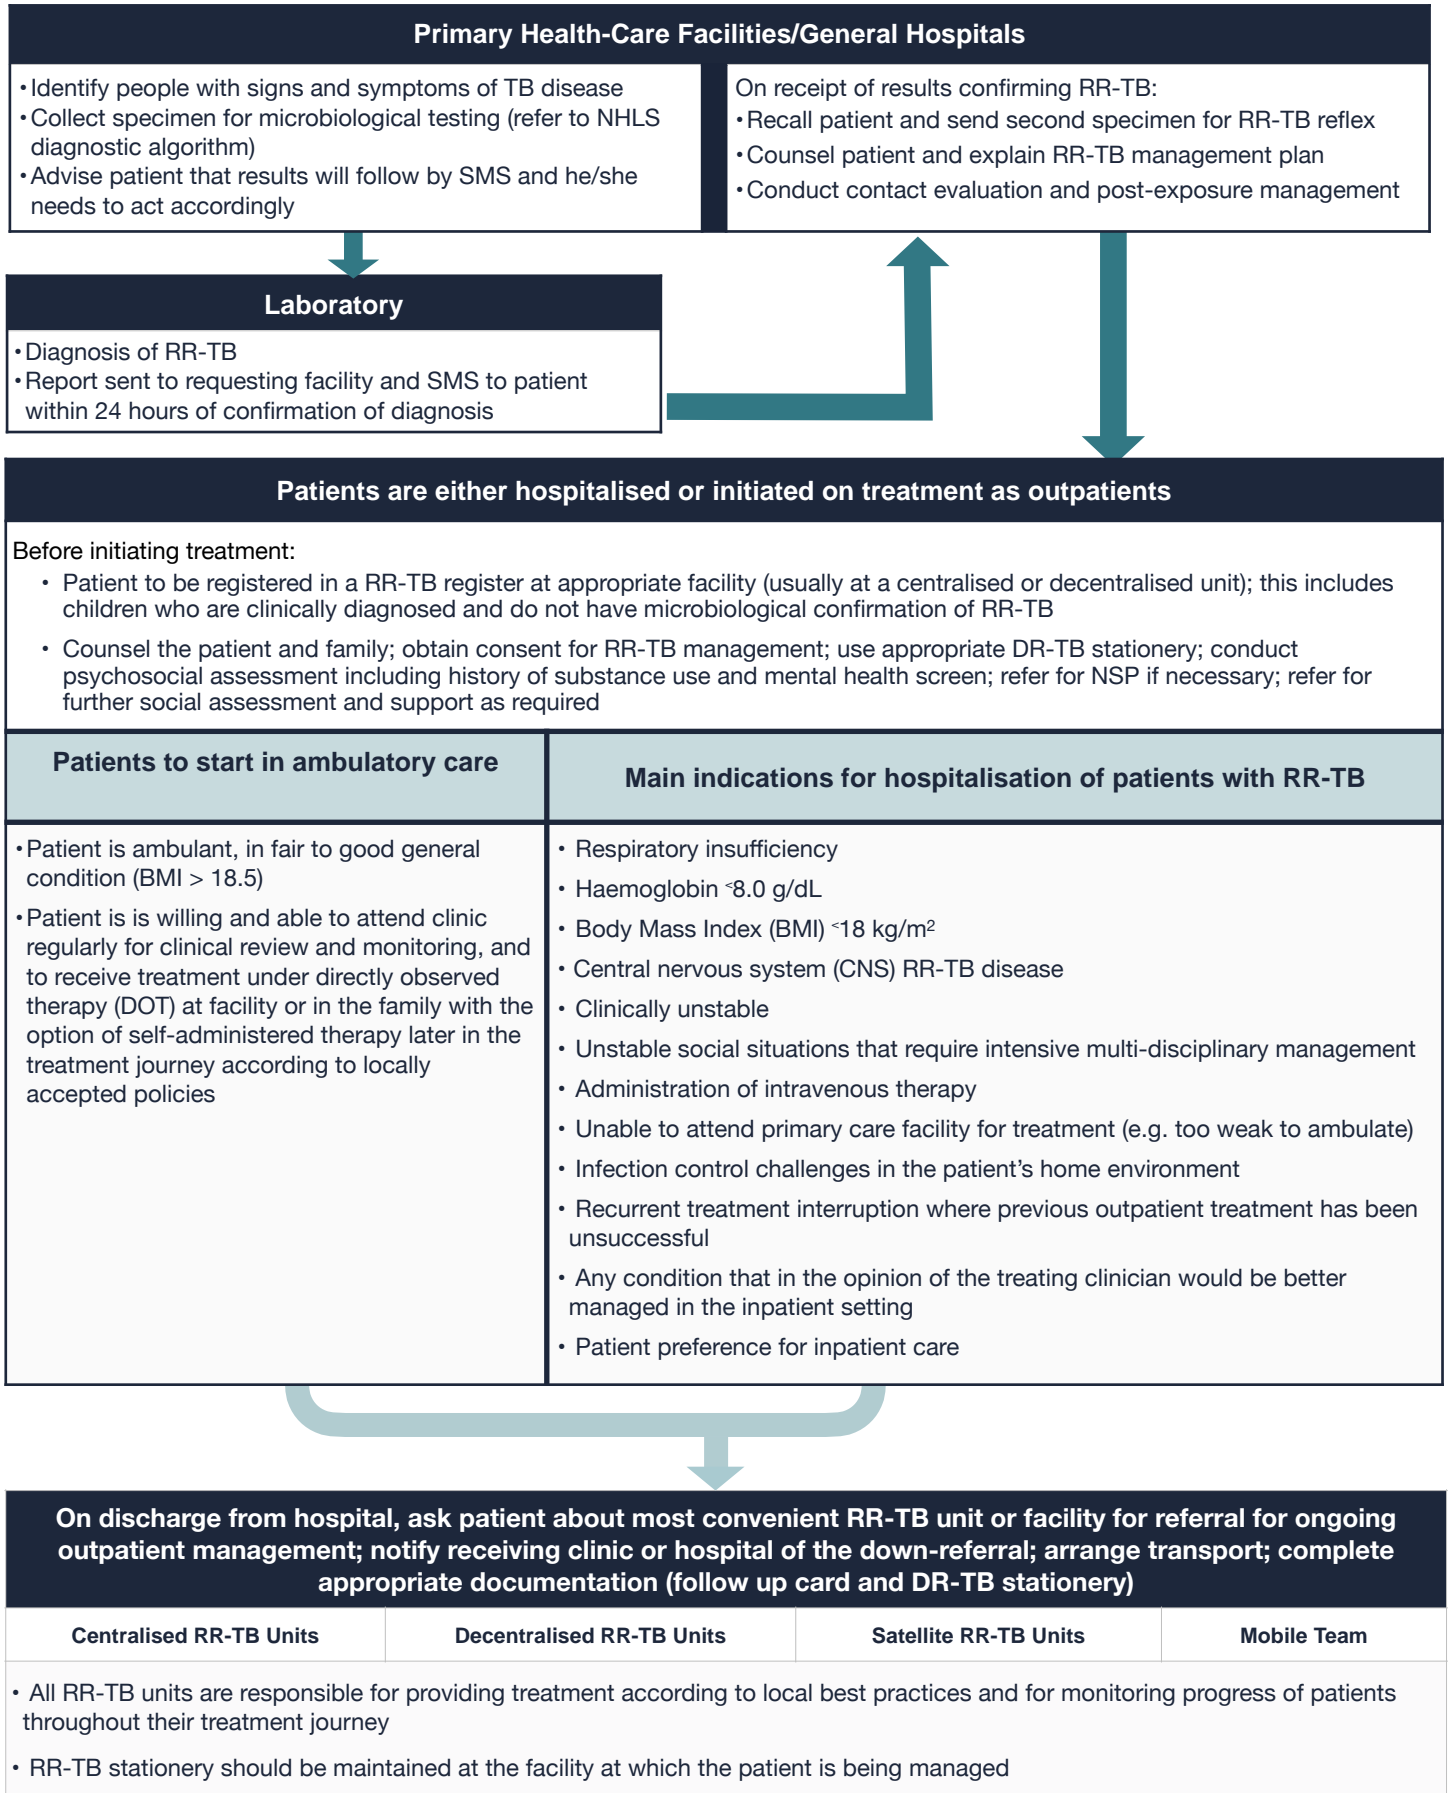 Primary Health-Care Facilities/General Hospitals
• Identify people with signs and symptoms of TB disease
• Collect specimen for microbiological testing (refer to NHLS
diagnostic algorithm)
• Advise patient that results will follow by SMS and he/she
needs to act accordingly
On receipt of results confirming RR-TB:
• Recall patient and send second specimen for RR-TB reflex
• Counsel patient and explain RR-TB management plan
• Conduct contact evaluation and post-exposure management
Laboratory
• Diagnosis of RR-TB
• Report sent to requesting facility and SMS to patient
within 24 hours of confirmation of diagnosis
Patients are either hospitalised or initiated on treatment as outpatients
Before initiating treatment:
• Patient to be registered in a RR-TB register at appropriate facility (usually at a centralised or decentralised unit); this includes
children who are clinically diagnosed and do not have microbiological confirmation of RR-TB
• Counsel the patient and family; obtain consent for RR-TB management; use appropriate DR-TB stationery; conduct
psychosocial assessment including history of substance use and mental health screen; refer for NSP if necessary; refer for
further social assessment and support as required
Patients to start in ambulatory care
• Patient is ambulant, in fair to good general
condition (BMI > 18.5)
• Patient is is willing and able to attend clinic
regularly for clinical review and monitoring, and
to receive treatment under directly observed
therapy (DOT) at facility or in the family with the
option of self-administered therapy later in the
treatment journey according to locally
accepted policies
Main indications for hospitalisation of patients with RR-TB
• Respiratory insufficiency
• Haemoglobin <8.0 g/dL
• Body Mass Index (BMI) <18 kg/m²
• Central nervous system (CNS) RR-TB disease
• Clinically unstable
• Unstable social situations that require intensive multi-disciplinary management
• Administration of intravenous therapy
• Unable to attend primary care facility for treatment (e.g. too weak to ambulate)
• Infection control challenges in the patient's home environment
• Recurrent treatment interruption where previous outpatient treatment has been
unsuccessful
• Any condition that in the opinion of the treating clinician would be better
managed in the inpatient setting
• Patient preference for inpatient care
On discharge from hospital, ask patient about most convenient RR-TB unit or facility for referral for ongoing
outpatient management; notify receiving clinic or hospital of the down-referral; arrange transport; complete
appropriate documentation (follow up card and DR-TB stationery)
Centralised RR-TB Units
Decentralised RR-TB Units
Satellite RR-TB Units
Mobile Team
• All RR-TB units are responsible for providing treatment according to local best practices and for monitoring progress of patients
throughout their treatment journey
• RR-TB stationery should be maintained at the facility at which the patient is being managed